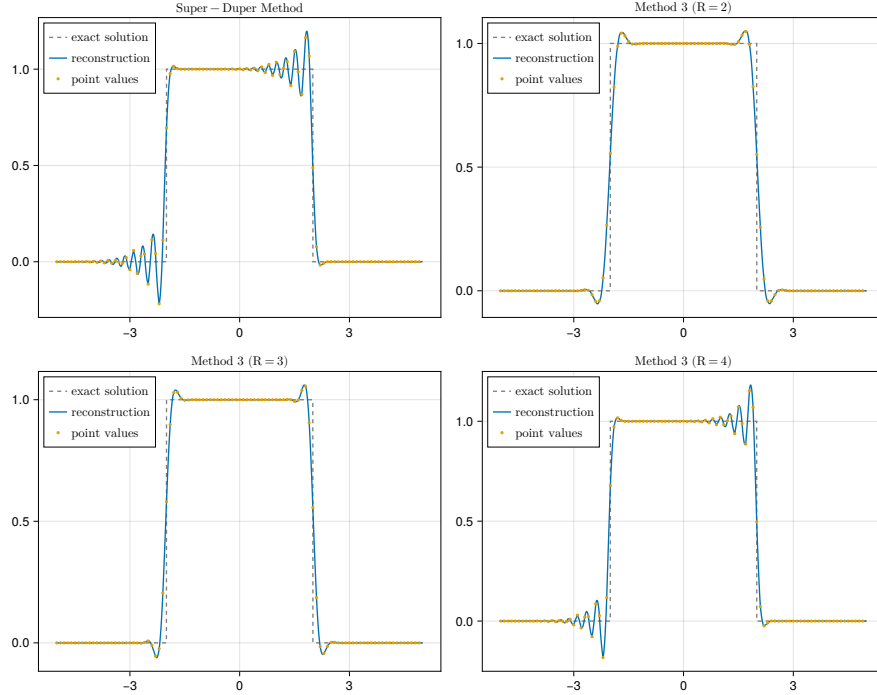 Super − Duper Method
exact solution
reconstruction
point values
1.0
0.5
0.0
−3
0
3
Method 3 (R = 2)
exact solution
reconstruction
point values
1.0
0.5
0.0
−3
0
3
Method 3 (R = 3)
exact solution
reconstruction
point values
1.0
0.5
0.0
−3
0
3
Method 3 (R = 4)
exact solution
reconstruction
point values
1.0
0.5
0.0
−3
0
3